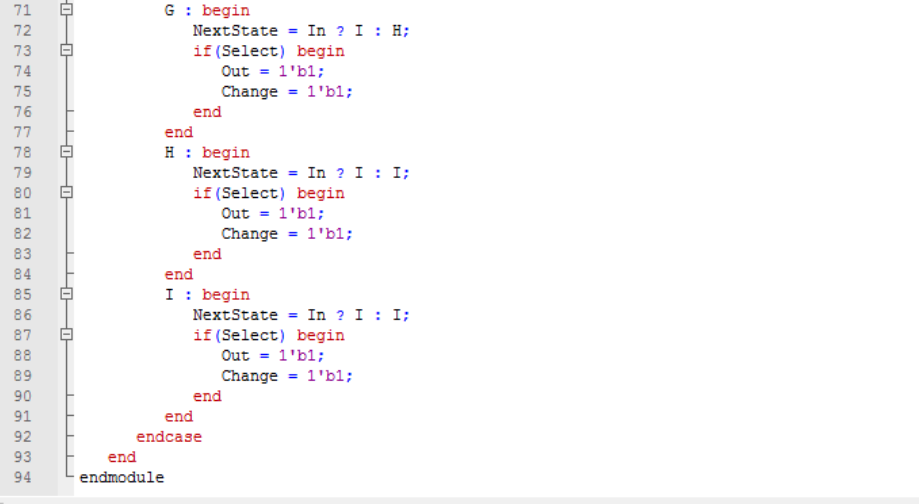 71 G : begin
72 NextState = In ? I : H;
73 if(Select) begin
74 Out = 1'b1;
75 Change = 1'b1;
76 end
77 end
78 H : begin
79 NextState = In ? I : I;
80 if(Select) begin
81 Out = 1'b1;
82 Change = 1'b1;
83 end
84 end
85 I : begin
86 NextState = In ? I : I;
87 if(Select) begin
88 Out = 1'b1;
89 Change = 1'b1;
90 end
91 end
92 endcase
93 end
94 endmodule